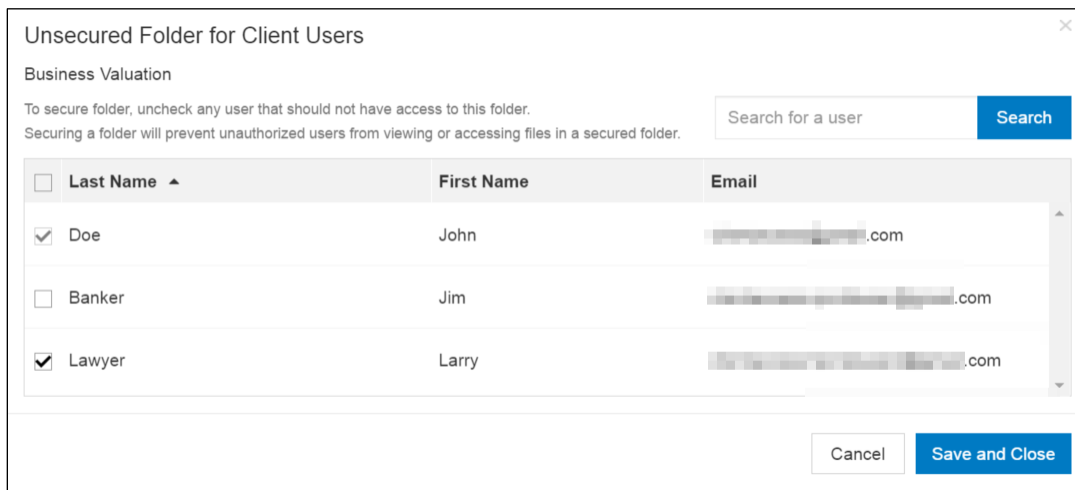 Unsecured Folder for Client Users
Business Valuation
To secure folder, uncheck any user that should not have access to this folder.
Securing a folder will prevent unauthorized users from viewing or accessing files in a secured folder.
Search for a user Search
Last Name First Name Email
Doe John .com
Banker Jim .com
Lawyer Larry .com
Cancel Save and Close